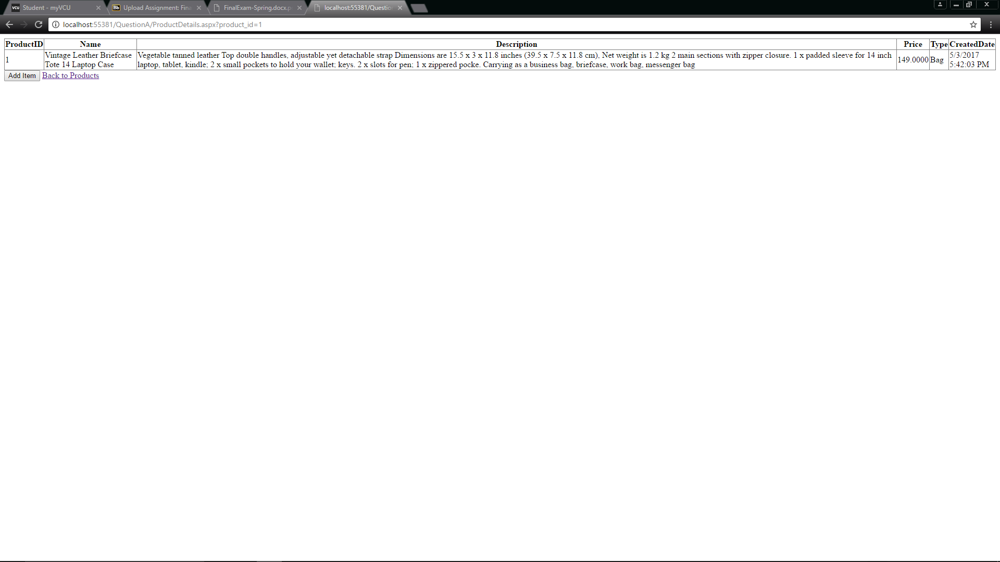 vcu Student - myVCU
Bb Upload Assignment: Fina
FinalExam-Spring.docx.p
localhost:55381/Questio
localhost:55381/QuestionA/ProductDetails.aspx?product_id=1
ProductID Name Description Price Type CreatedDate
1 Vintage Leather Briefcase Tote 14 Laptop Case
Vegetable tanned leather Top double handles, adjustable yet detachable strap Dimensions are 15.5 x 3 x 11.8 inches (39.5 x 7.5 x 11.8 cm), Net weight is 1.2 kg 2 main sections with zipper closure. 1 x padded sleeve for 14 inch
laptop, tablet, kindle; 2 x small pockets to hold your wallet; keys. 2 x slots for pen; 1 x zippered pocke. Carrying as a business bag, briefcase, work bag, messenger bag
149.0000 Bag 5/3/2017
5:42:03 PM
Add Item Back to Products